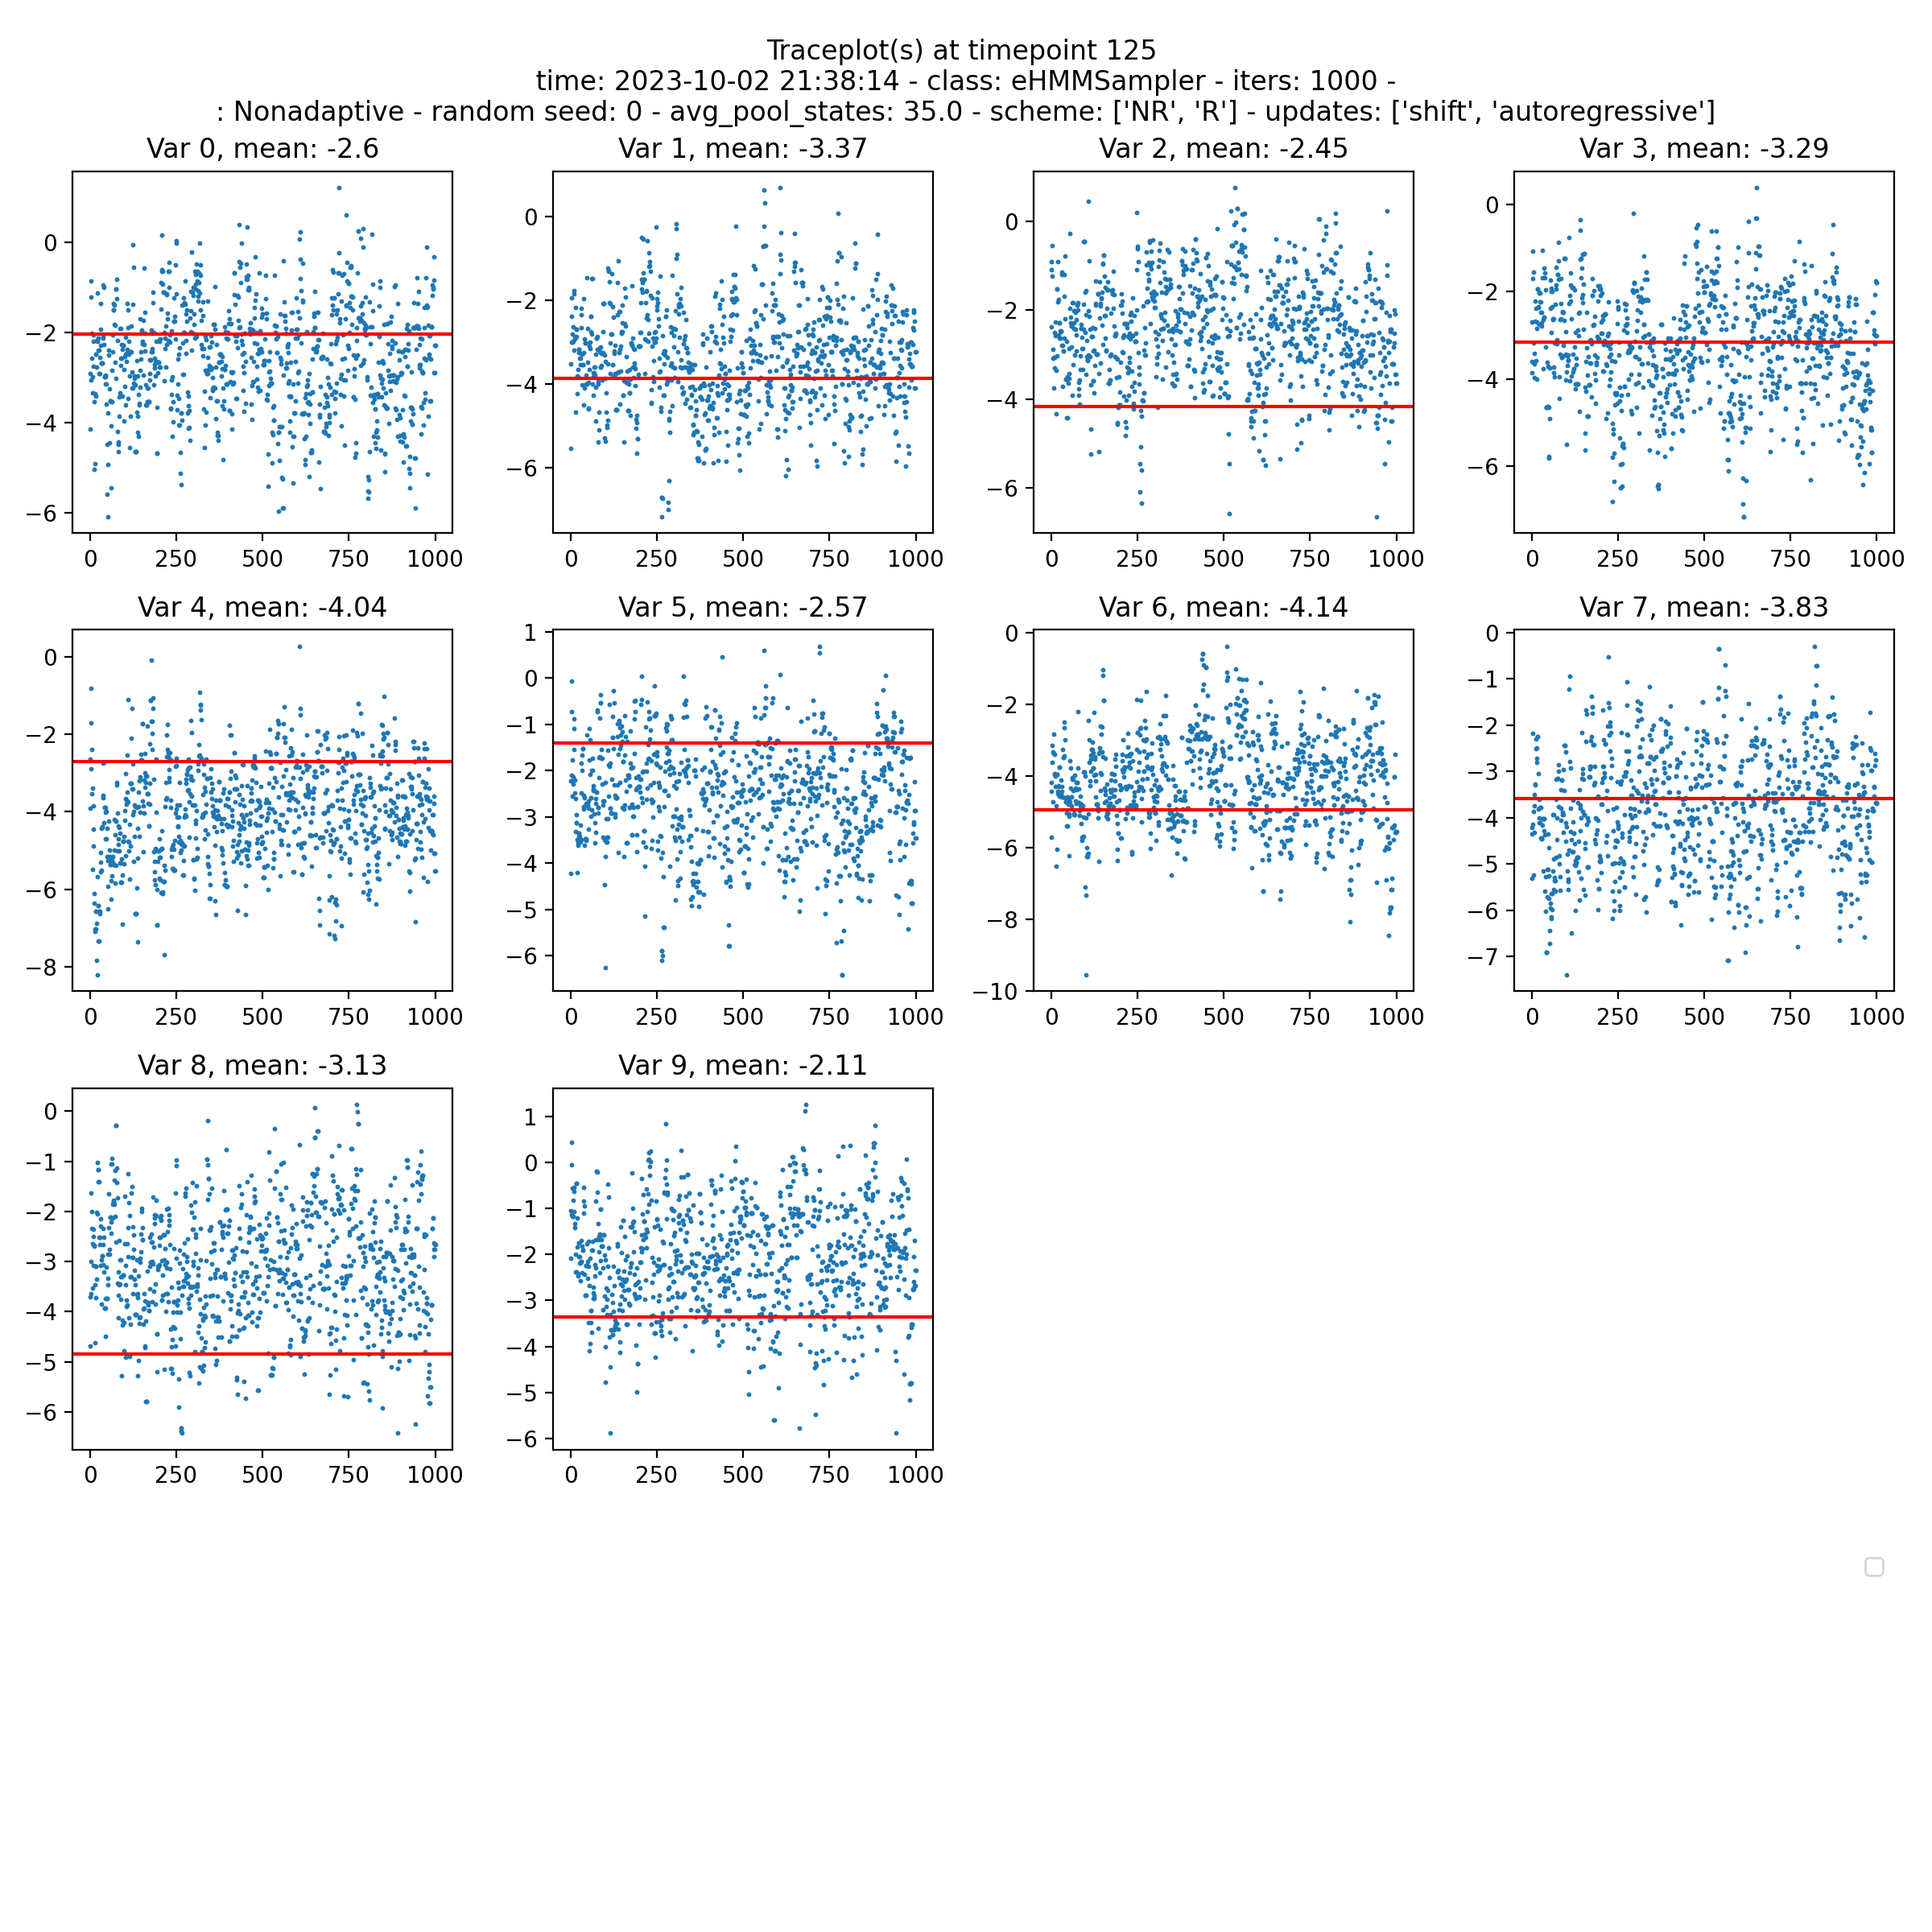 Traceplot(s) at timepoint 125
time: 2023-10-02 21:38:14 - class: eHMMSampler - iters: 1000 -
: Nonadaptive - random seed: 0 - avg_pool_states: 35.0 - scheme: ['NR', 'R'] - updates: ['shift', 'autoregressive']
Var 0, mean: -2.6
0
−2
−4
−6
0 250 500 750 1000
Var 1, mean: -3.37
0
−2
−4
−6
0 250 500 750 1000
Var 2, mean: -2.45
0
−2
−4
−6
0 250 500 750 1000
Var 3, mean: -3.29
0
−2
−4
−6
0 250 500 750 1000
Var 4, mean: -4.04
0
−2
−4
−6
−8
0 250 500 750 1000
Var 5, mean: -2.57
1
0
−1
−2
−3
−4
−5
−6
0 250 500 750 1000
Var 6, mean: -4.14
0
−2
−4
−6
−8
−10
0 250 500 750 1000
Var 7, mean: -3.83
0
−1
−2
−3
−4
−5
−6
−7
0 250 500 750 1000
Var 8, mean: -3.13
0
−1
−2
−3
−4
−5
−6
0 250 500 750 1000
Var 9, mean: -2.11
1
0
−1
−2
−3
−4
−5
−6
0 250 500 750 1000